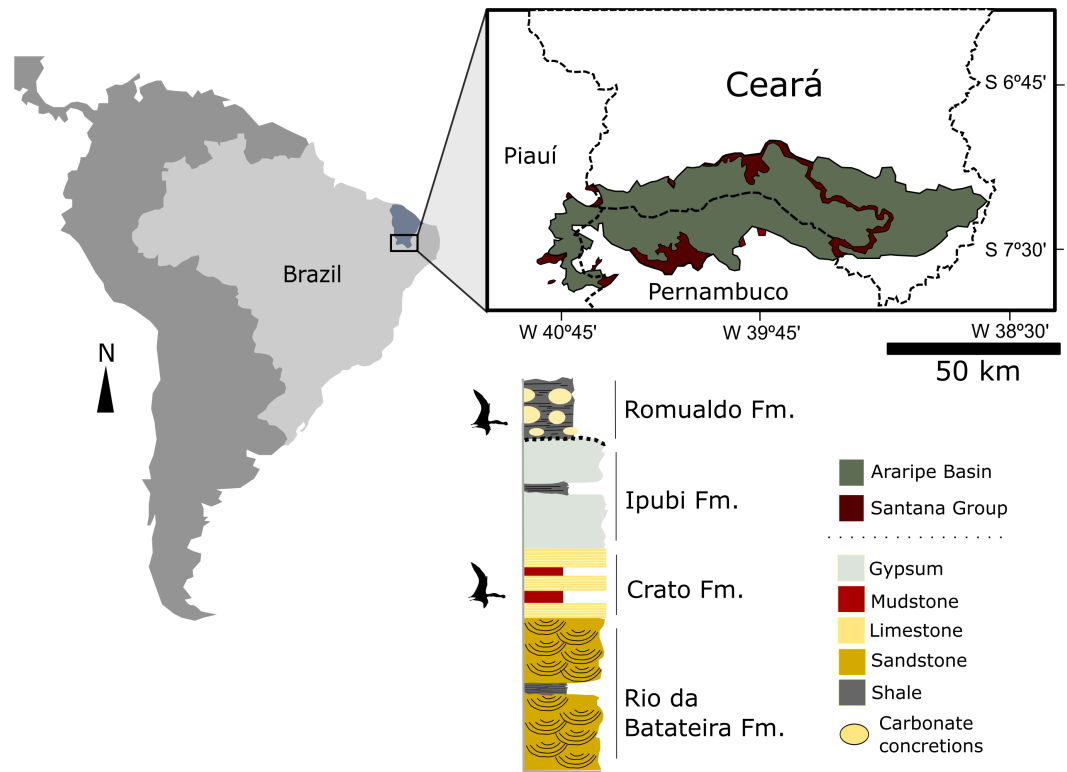 Ceará
S 6º45'
Piauí
S 7º30'
Pernambuco
W 40º45'
W 39º45'
W 38º30'
50 km
Brazil
N
Romualdo Fm.
Ipubi Fm.
Crato Fm.
Rio da
Batateira Fm.
Araripe Basin
Santana Group
Gypsum
Mudstone
Limestone
Sandstone
Shale
Carbonate
concretions